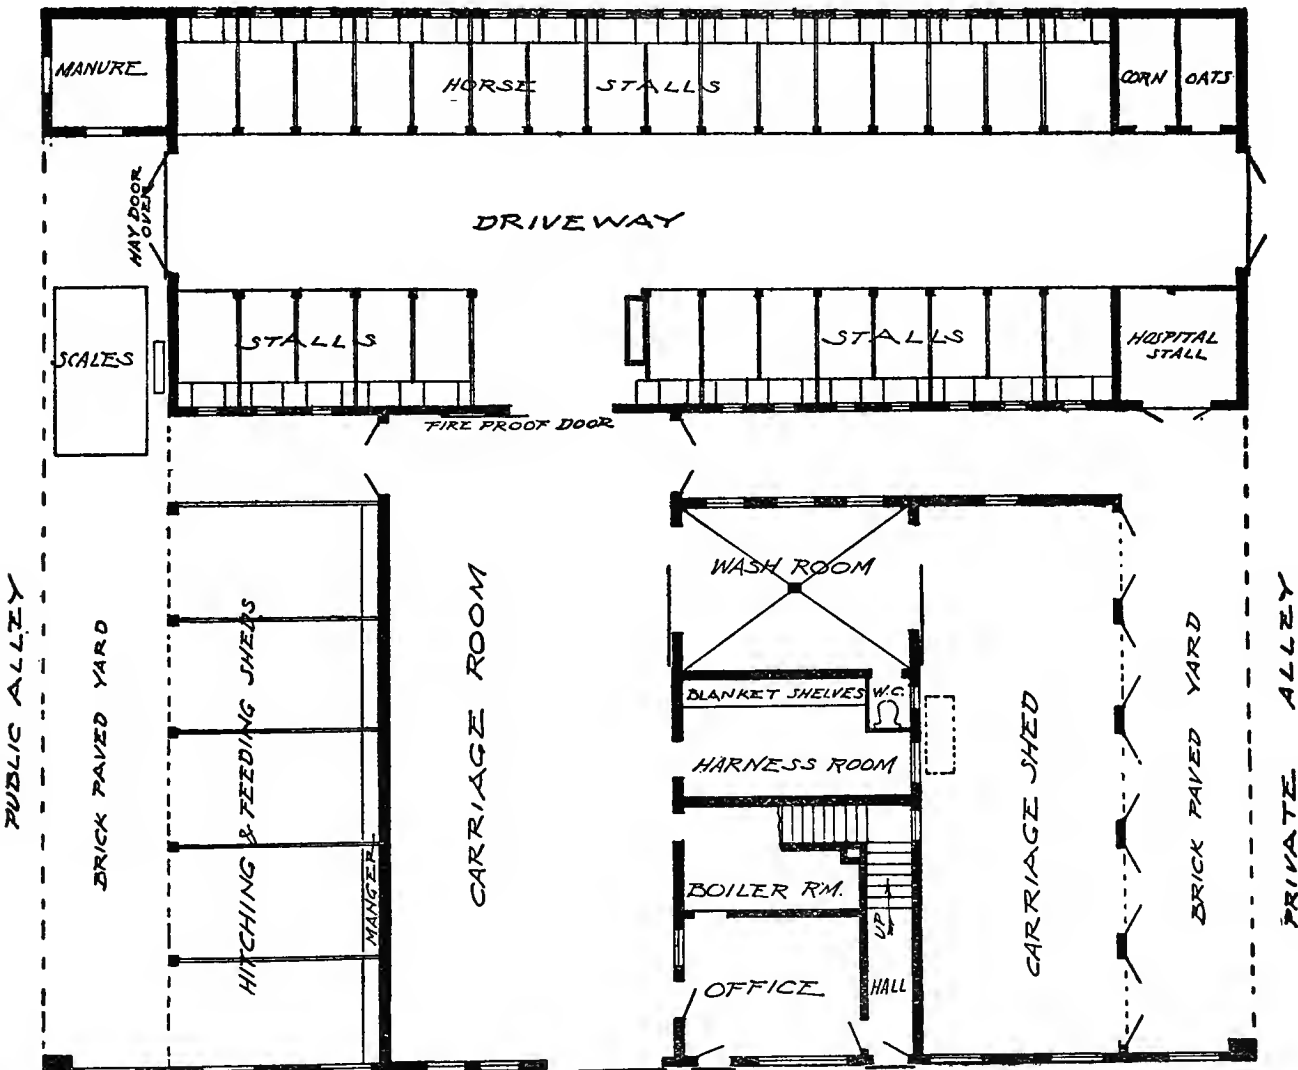 MANURE
HORSE STALLS
CORN
OATS
HAY DOOR
OVER
DRIVEWAY
SCALES
STALLS
STALLS
HOSPITAL
STALL
FIRE PROOF DOOR
PUBLIC ALLEY
BRICK PAVED YARD
HITCHING & FEEDING SHEDS
MANGER
CARRIAGE ROOM
WASH ROOM
BLANKET SHELVES
W.C.
HARNESS ROOM
BOILER R'M.
UP
OFFICE
HALL
CARRIAGE SHED
BRICK PAVED YARD
PRIVATE ALLEY